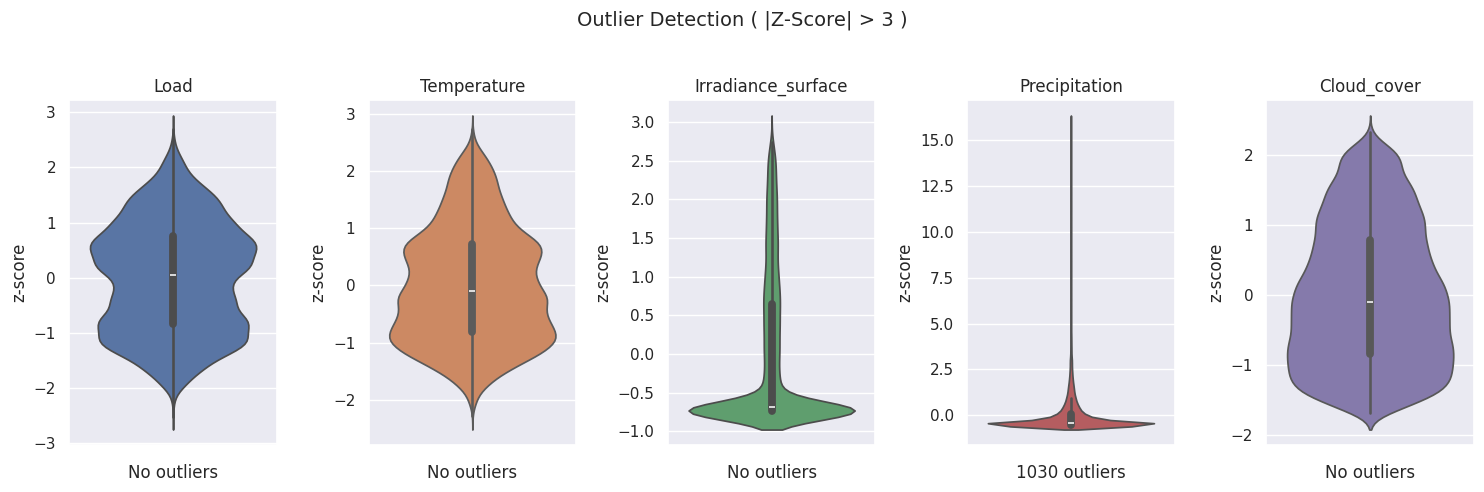 Outlier Detection ( |Z-Score| > 3 )
Load
Temperature
Irradiance_surface
Precipitation
Cloud_cover
z-score
3
2
1
0
−1
−2
−3
No outliers
z-score
3
2
1
0
−1
−2
No outliers
z-score
3.0
2.5
2.0
1.5
1.0
0.5
0.0
−0.5
−1.0
No outliers
z-score
15.0
12.5
10.0
7.5
5.0
2.5
0.0
1030 outliers
z-score
2
1
0
−1
−2
No outliers